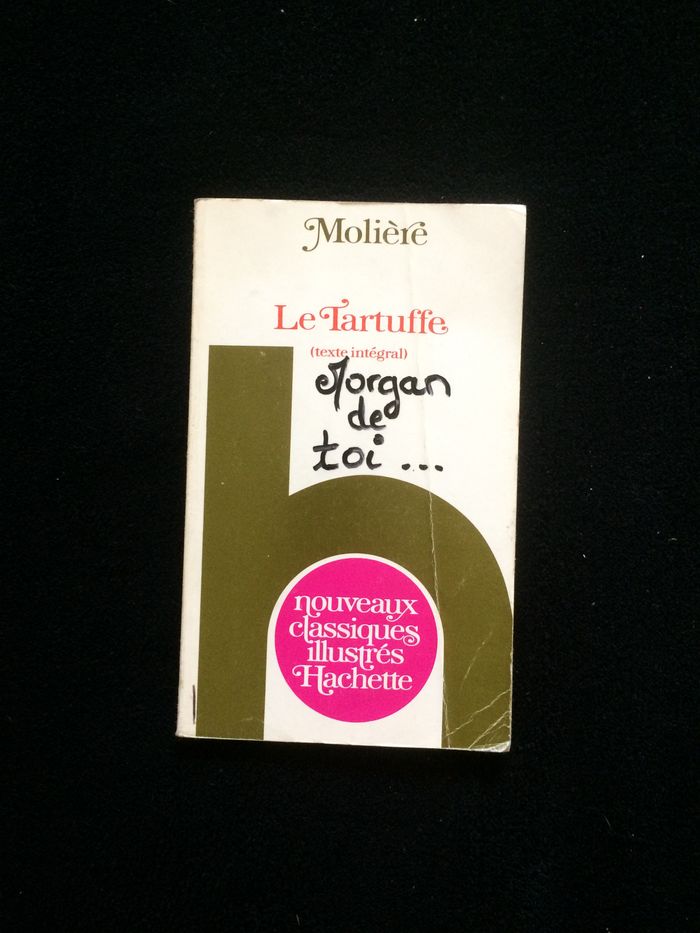 Molière
Le Tartuffe
(texte intégral)
Morgan
de
toi ...
nouveaux
classiques
illustrés
Hachette